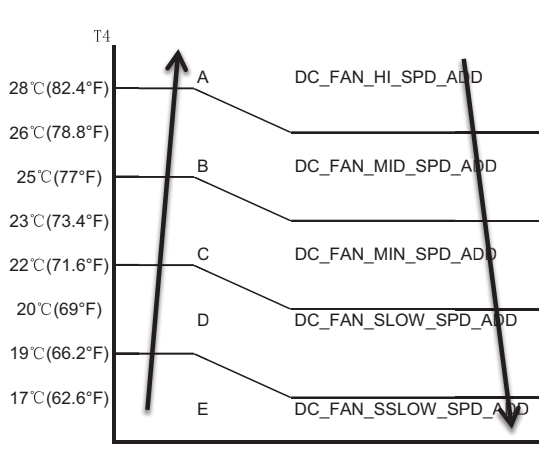 T4
A DC_FAN_HI_SPD_ADD
28℃(82.4°F)
26℃(78.8°F)
B DC_FAN_MID_SPD_ADD
25℃(77°F)
23℃(73.4°F)
C DC_FAN_MIN_SPD_ADD
22℃(71.6°F)
20℃(69°F)
D DC_FAN_SLOW_SPD_ADD
19℃(66.2°F)
17℃(62.6°F)
E DC_FAN_SSLOW_SPD_ADD